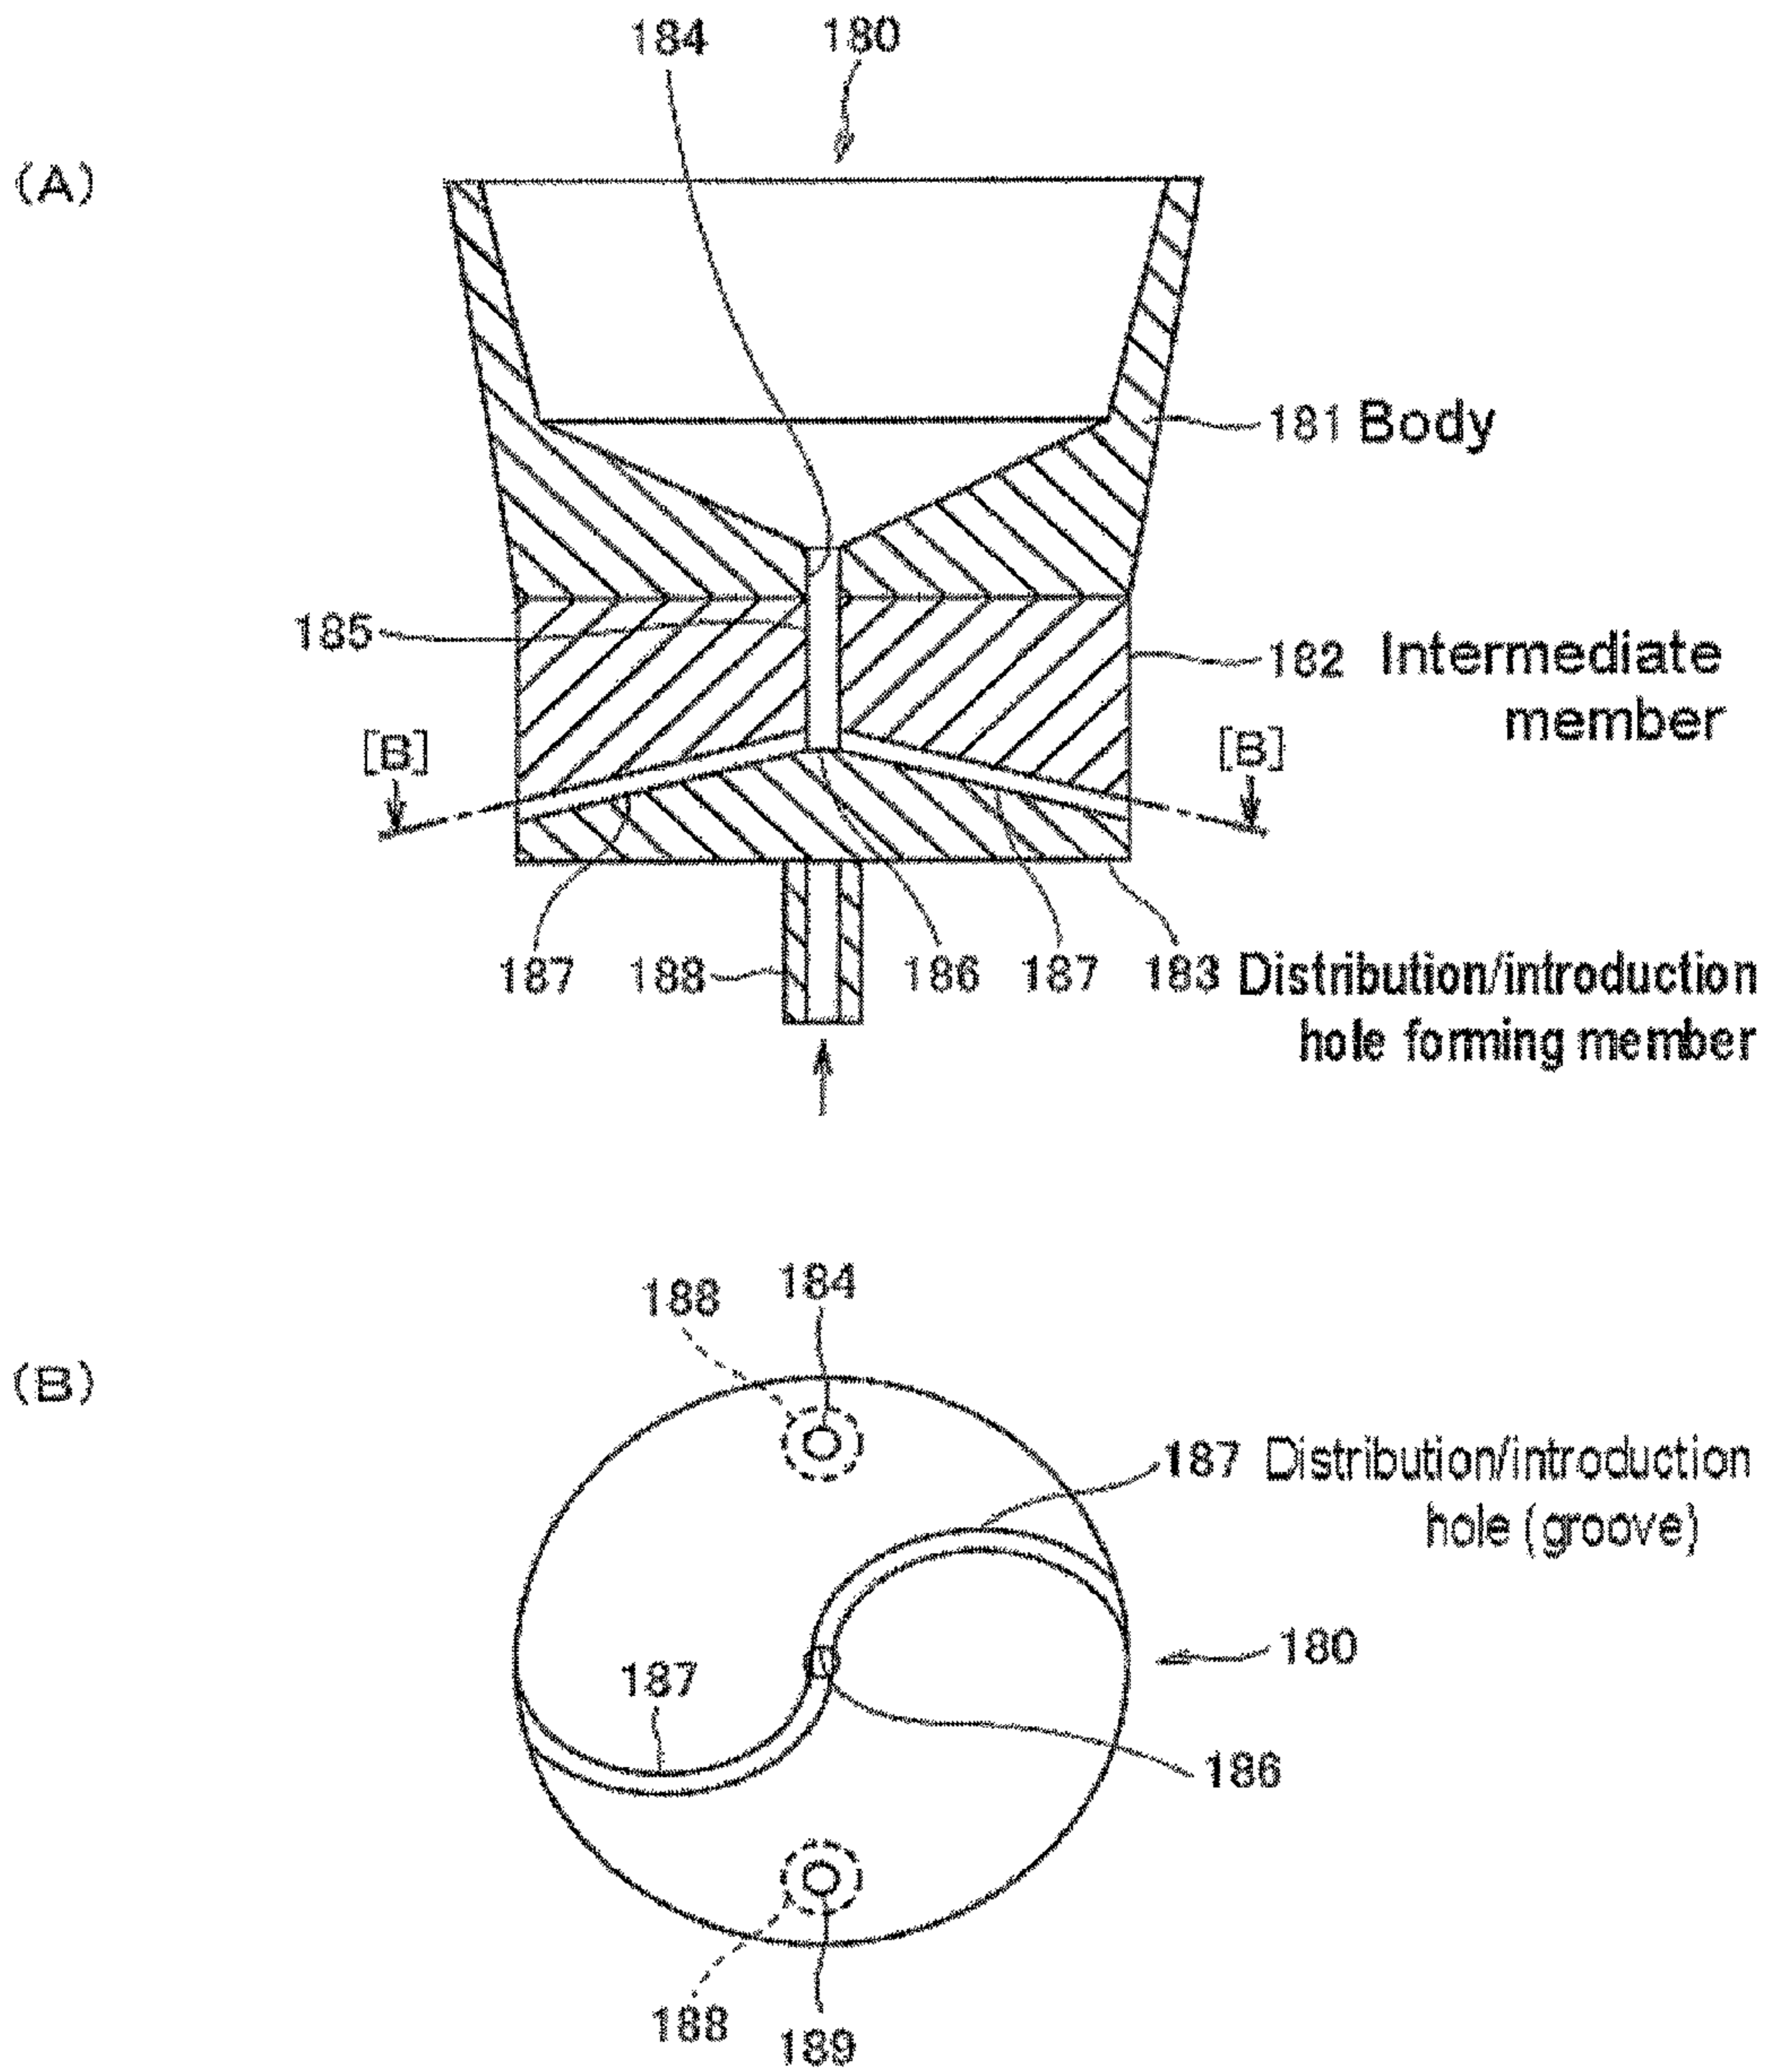 184 180
(A)
181 Body
185
182 Intermediate
member
[B] [B]
187 188 186 187 183 Distribution/introduction
hole forming member
188 184
(B)
187 Distribution/introduction
hole (groove)
180
187
186
188
189